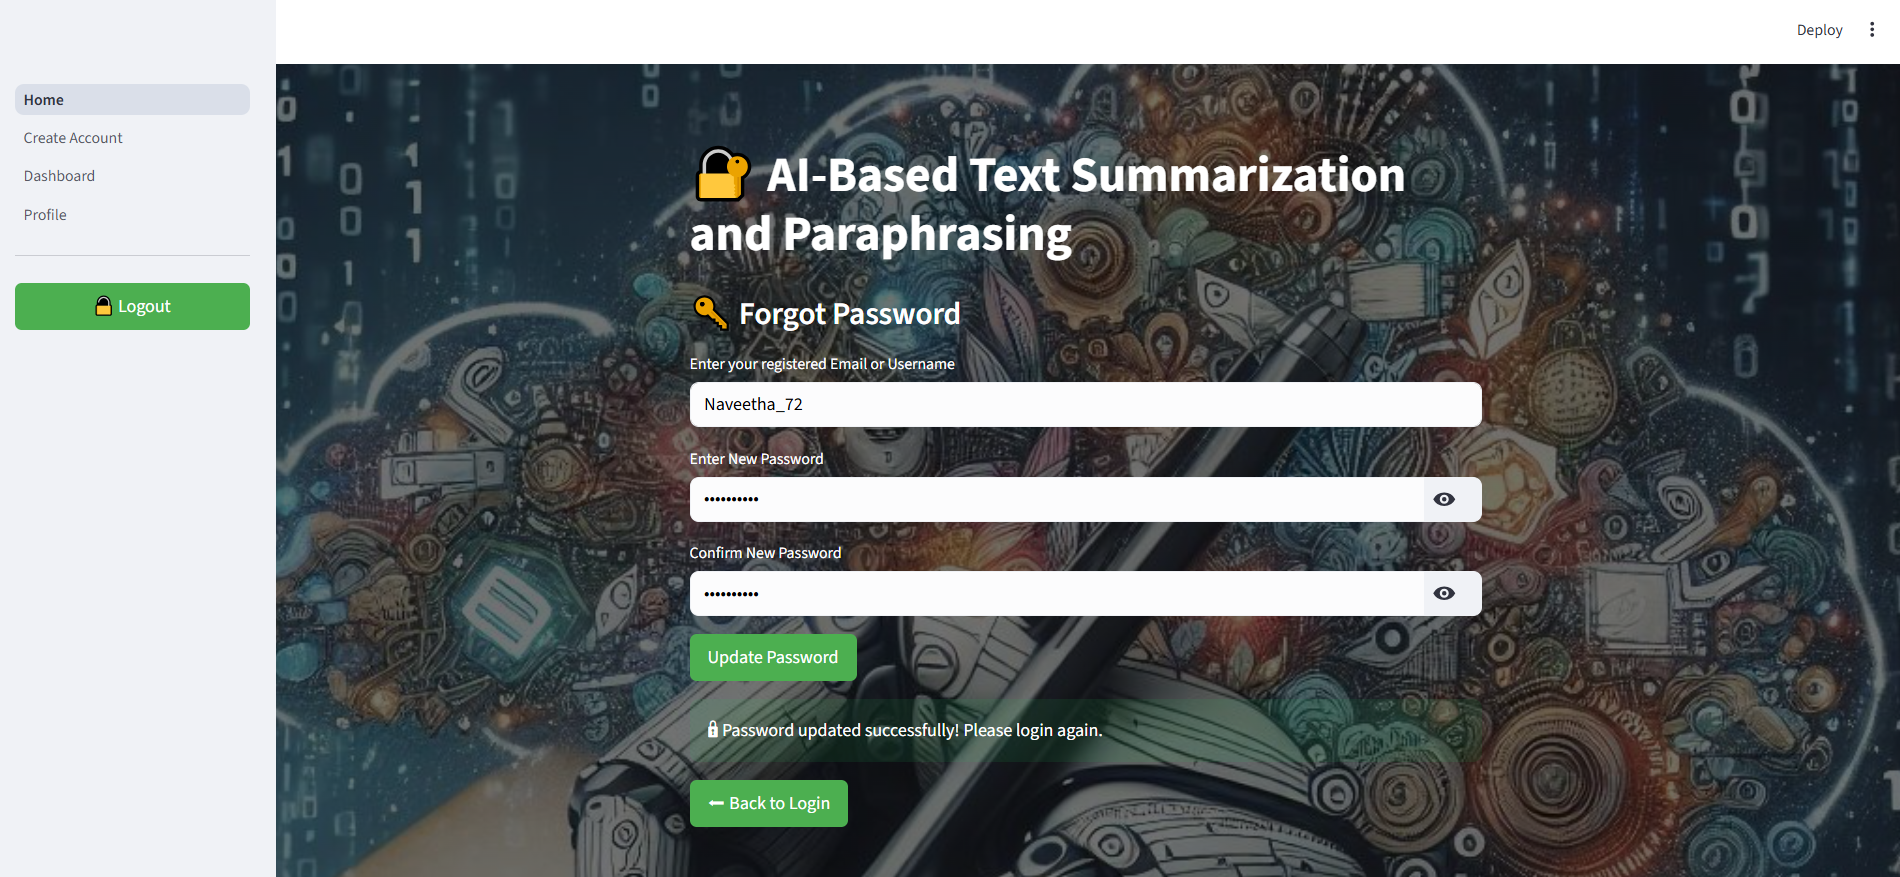 Deploy
Home
Create Account
Dashboard
Profile
Logout
AI-Based Text Summarization
and Paraphrasing
Forgot Password
Enter your registered Email or Username
Naveetha_72
Enter New Password
••••••••••
Confirm New Password
••••••••••
Update Password
Password updated successfully! Please login again.
Back to Login